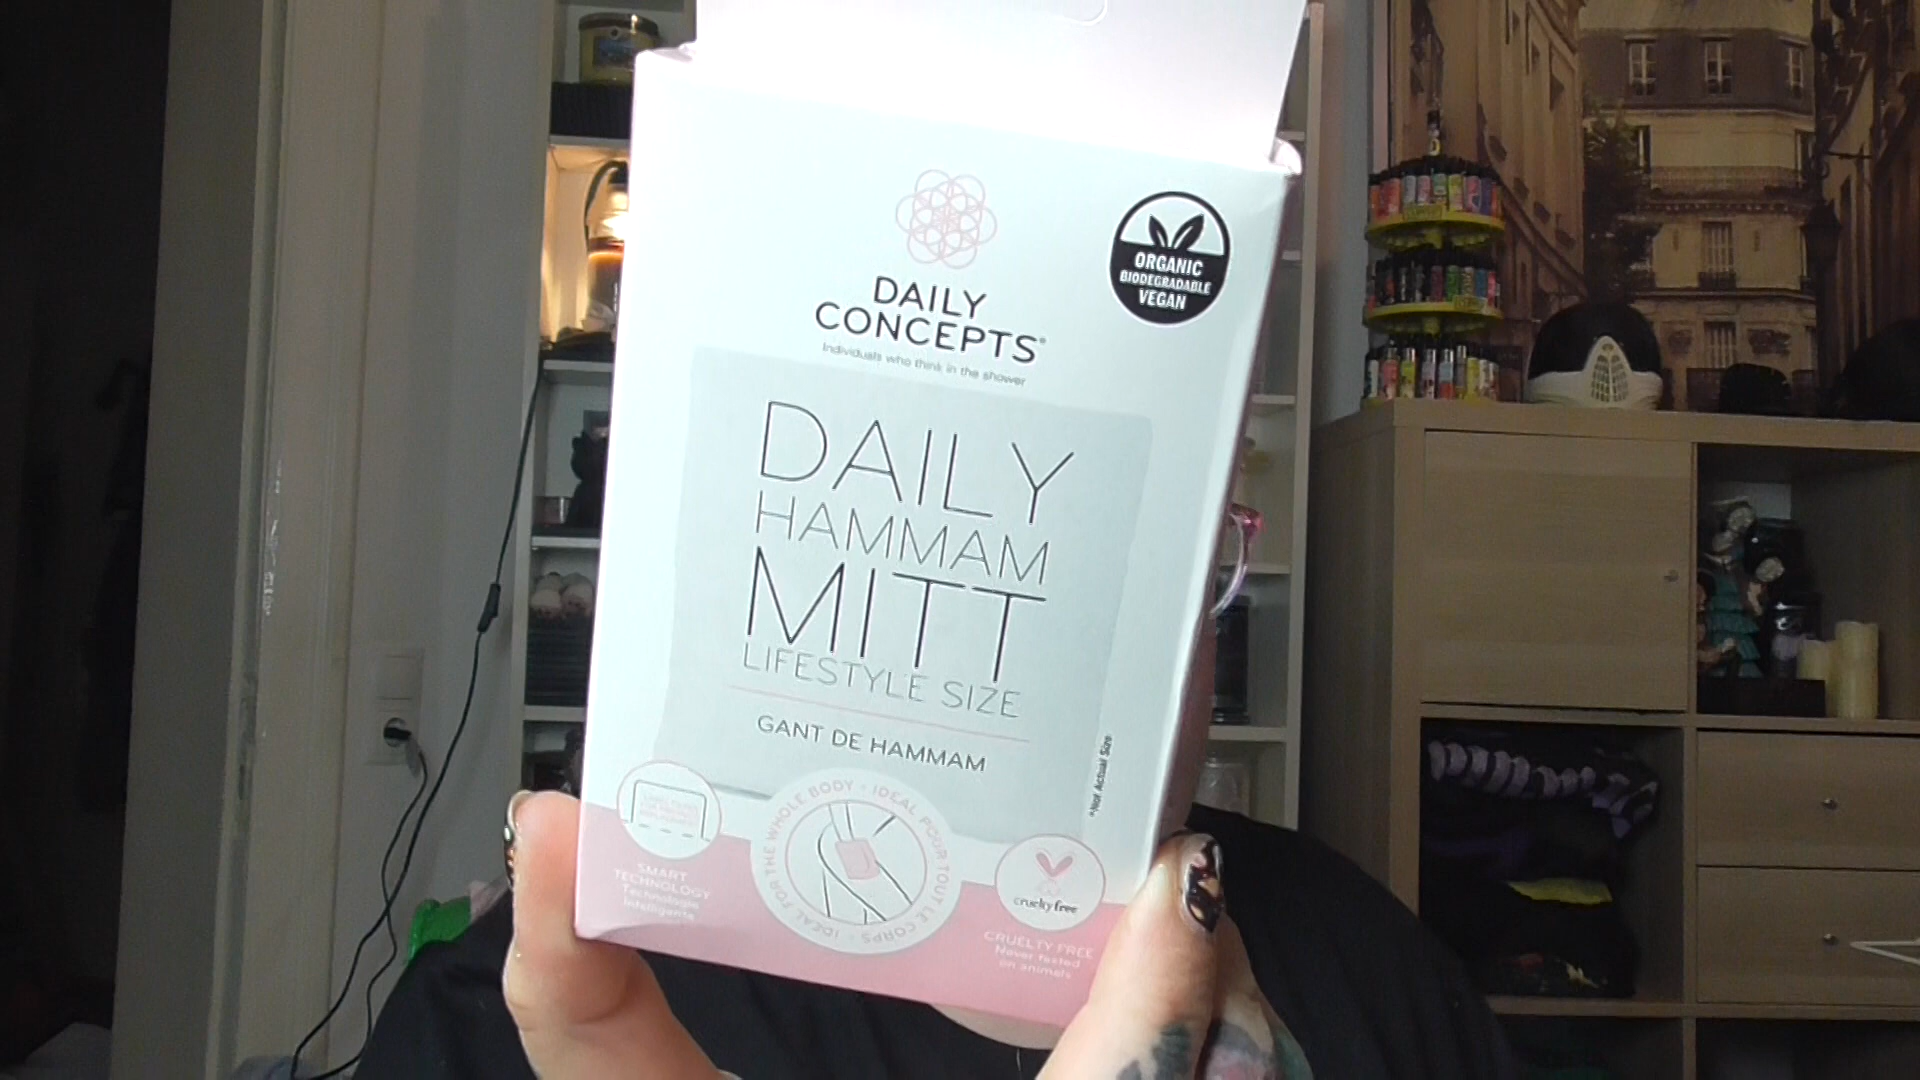 DAILY
CONCEPTS®
Individuals who think in the shower
ORGANIC
BIODEGRADABLE
VEGAN
DAILY
HAMMAM
MITT
LIFESTYLE SIZE
GANT DE HAMMAM
*Not Actual Size
SMART
TECHNOLOGY
Technologie
Intelligente
IDEAL FOR THE WHOLE BODY • IDEAL POUR TOUT LE CORPS •
crueltyfree
CRUELTY FREE
Never tested
on animals